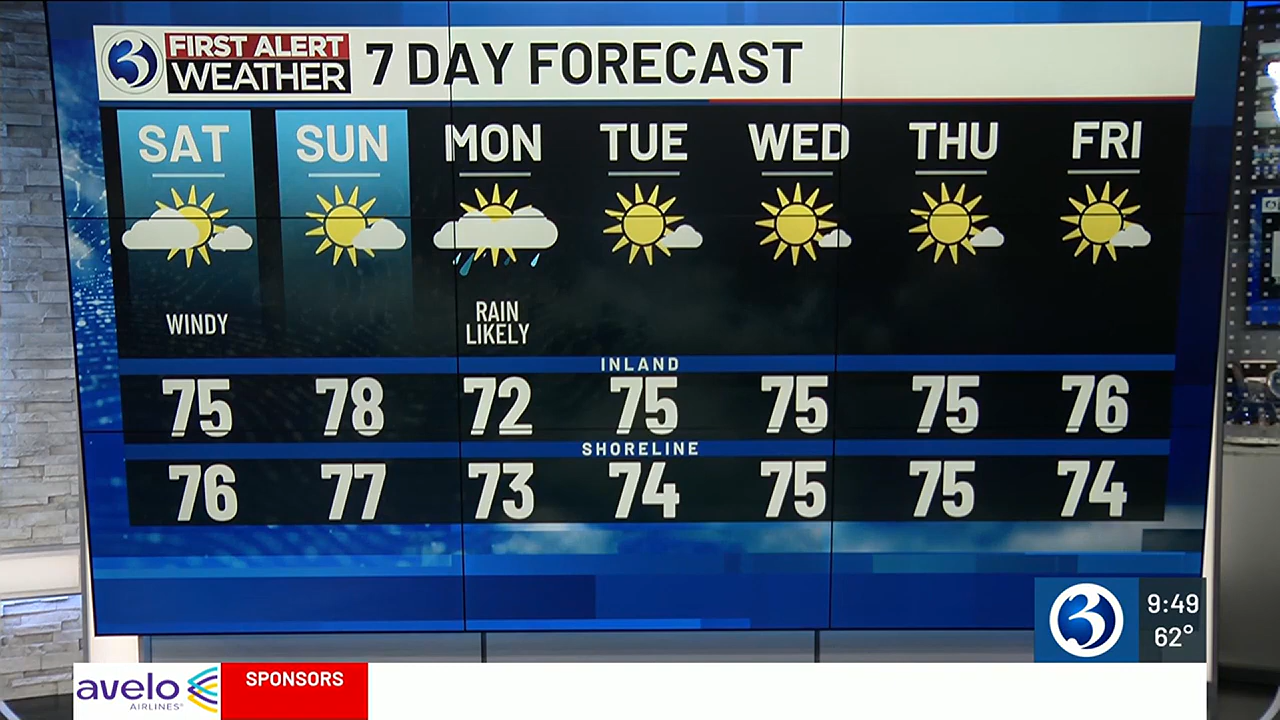 3 FIRST ALERT
WEATHER
7 DAY FORECAST
SAT SUN MON TUE WED THU FRI
WINDY
RAIN
LIKELY
INLAND
75 78 72 75 75 75 76
SHORELINE
76 77 73 74 75 75 74
3
9:49
62°
avelo
AIRLINES®
SPONSORS